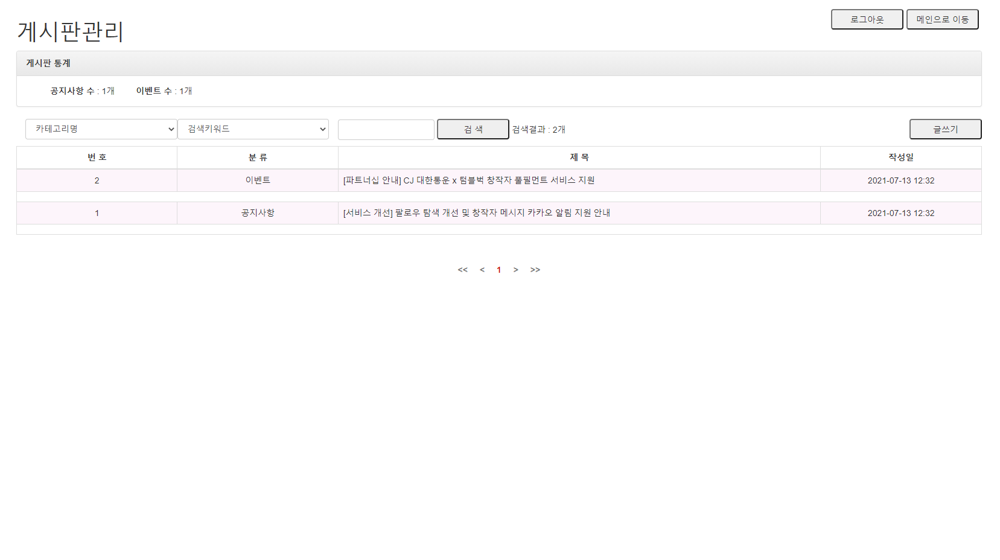 로그아웃 메인으로 이동
게시판관리
게시판 통계
공지사항 수 : 1개 이벤트 수 : 1개
카테고리명 검색키워드 검 색 검색결과 : 2개 글쓰기
번 호 분 류 제 목 작성일
2 이벤트 [파트너십 안내] CJ 대한통운 x 텀블벅 창작자 풀필먼트 서비스 지원 2021-07-13 12:32
1 공지사항 [서비스 개선] 팔로우 탐색 개선 및 창작자 메시지 카카오 알림 지원 안내 2021-07-13 12:32
<< < 1 > >>